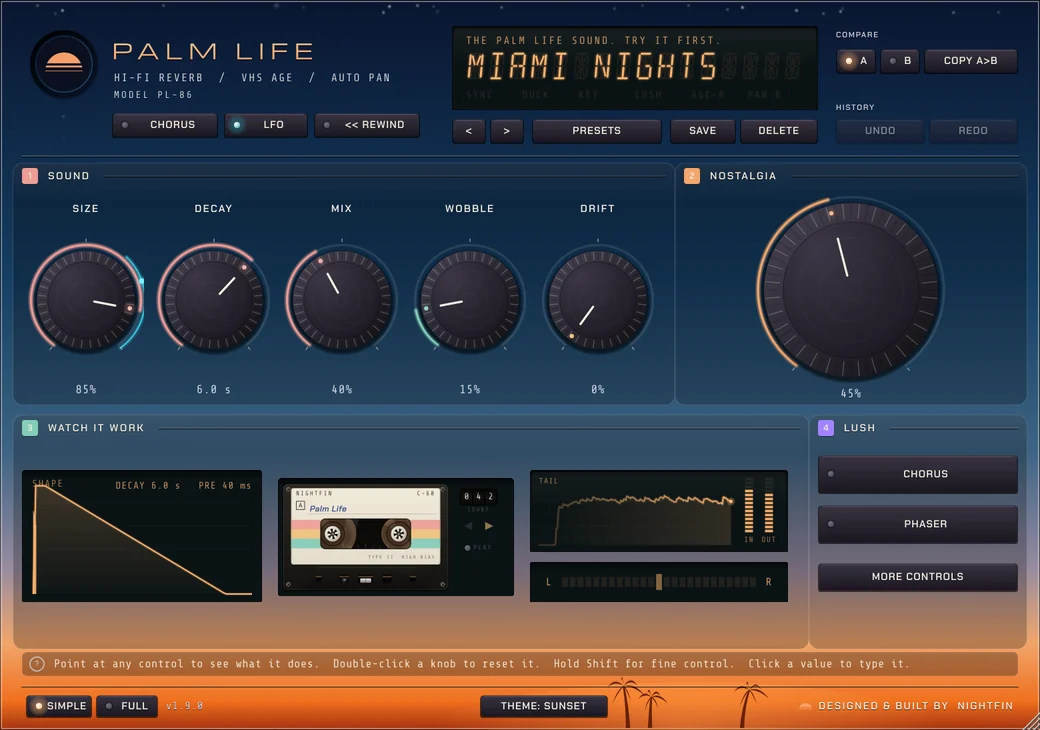 PALM LIFE
HI-FI REVERB / VHS AGE / AUTO PAN
MODEL PL-86
CHORUS LFO << REWIND
THE PALM LIFE SOUND. TRY IT FIRST.
MIAMI NIGHTS
SYNC DUCK KEY LUSH AGE-R PAN-R
< > PRESETS SAVE DELETE
COMPARE
A B COPY A>B
HISTORY
UNDO REDO
1 SOUND
SIZE DECAY MIX WOBBLE DRIFT
85% 6.0 s 40% 15% 0%
2 NOSTALGIA
45%
3 WATCH IT WORK
SHAPE DECAY 6.0 s PRE 40 ms
NIGHTFIN C-60
A Palm Life
TYPE II HIGH BIAS
0 4 2
COUNT
PLAY
TAIL
IN OUT
L R
4 LUSH
CHORUS
PHASER
MORE CONTROLS
? Point at any control to see what it does. Double-click a knob to reset it. Hold Shift for fine control. Click a value to type it.
SIMPLE FULL v1.9.0 THEME: SUNSET DESIGNED & BUILT BY NIGHTFIN